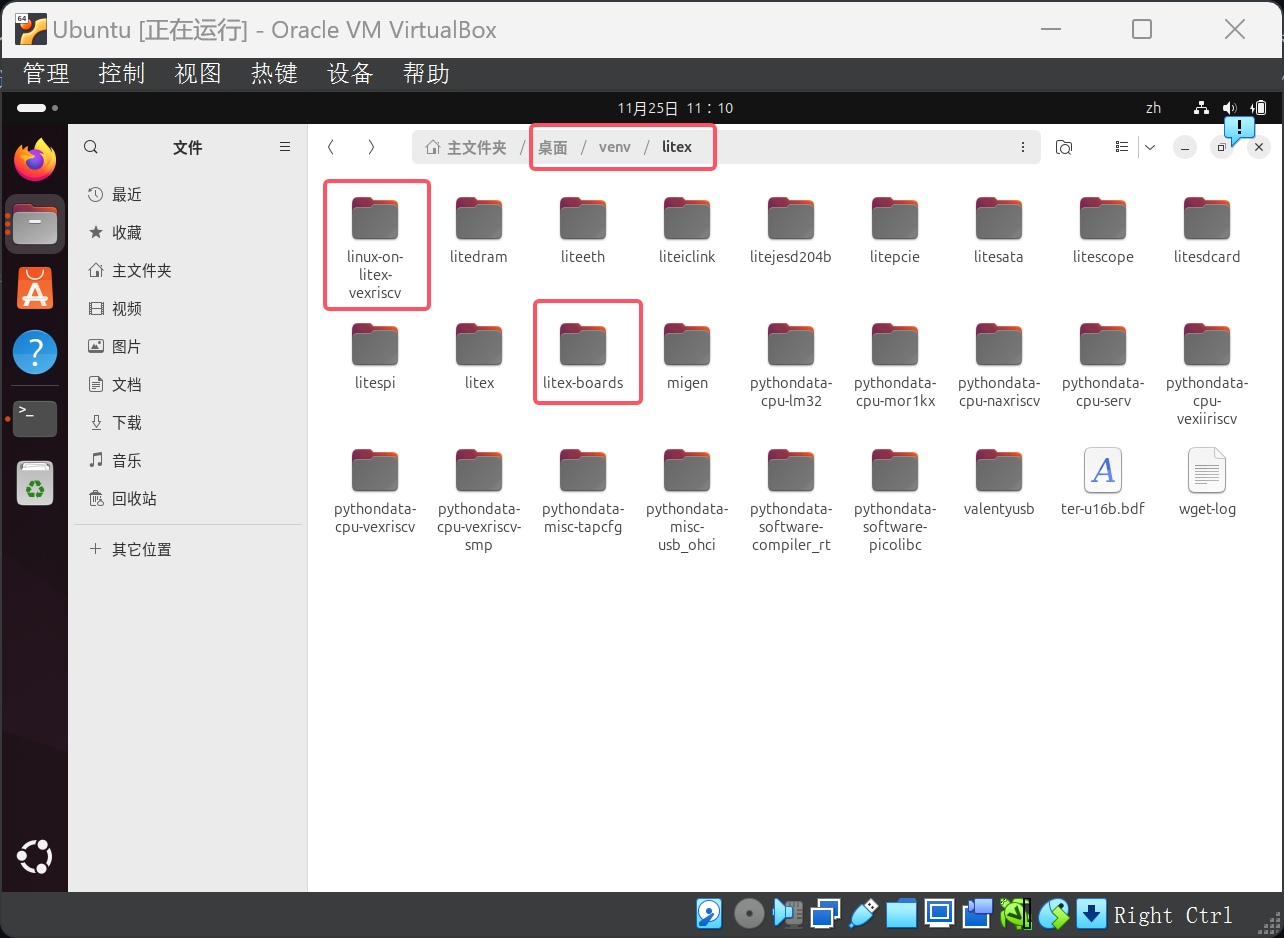 64
Ubuntu [正在运行] - Oracle VM VirtualBox
管理 控制 视图 热键 设备 帮助
11月25日 11：10
zh
文件
主文件夹 / 桌面 / venv / litex
最近
收藏
主文件夹
视频
图片
文档
下载
音乐
回收站
其它位置
linux-on-
litex-
vexriscv
litedram
liteeth
liteiclink
litejesd204b
litepcie
litesata
litescope
litesdcard
litespi
litex
litex-boards
migen
pythondata-
cpu-lm32
pythondata-
cpu-mor1kx
pythondata-
cpu-naxriscv
pythondata-
cpu-serv
pythondata-
cpu-
vexiiriscv
pythondata-
cpu-vexriscv
pythondata-
cpu-vexriscv-
smp
pythondata-
misc-tapcfg
pythondata-
misc-
usb_ohci
pythondata-
software-
compiler_rt
pythondata-
software-
picolibc
valentyusb
ter-u16b.bdf
wget-log
Right Ctrl